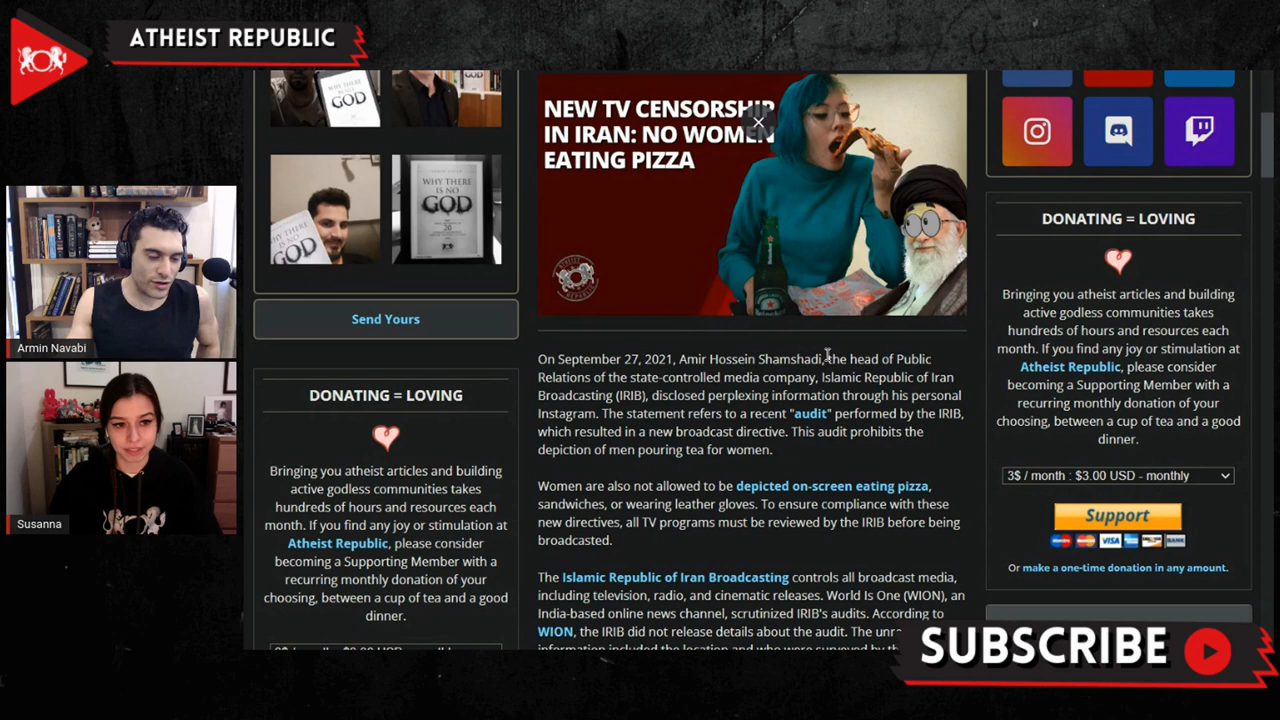 ATHEIST REPUBLIC
GOD
WHY THERE
IS NO
GOD
Send Yours
DONATING = LOVING
Bringing you atheist articles and building
active godless communities takes
hundreds of hours and resources each
month. If you find any joy or stimulation at
Atheist Republic, please consider
becoming a Supporting Member with a
recurring monthly donation of your
choosing, between a cup of tea and a good
dinner.
NEW TV CENSORSHIP
IN IRAN: NO WOMEN
EATING PIZZA
On September 27, 2021, Amir Hossein Shamshadi, the head of Public
Relations of the state-controlled media company, Islamic Republic of Iran
Broadcasting (IRIB), disclosed perplexing information through his personal
Instagram. The statement refers to a recent "audit" performed by the IRIB,
which resulted in a new broadcast directive. This audit prohibits the
depiction of men pouring tea for women.
Women are also not allowed to be depicted on-screen eating pizza,
sandwiches, or wearing leather gloves. To ensure compliance with these
new directives, all TV programs must be reviewed by the IRIB before being
broadcasted.
The Islamic Republic of Iran Broadcasting controls all broadcast media,
including television, radio, and cinematic releases. World Is One (WION), an
India-based online news channel, scrutinized IRIB's audits. According to
WION, the IRIB did not release details about the audit. The
information included the location and who were surveyed by
DONATING = LOVING
Bringing you atheist articles and building
active godless communities takes
hundreds of hours and resources each
month. If you find any joy or stimulation at
Atheist Republic, please consider
becoming a Supporting Member with a
recurring monthly donation of your
choosing, between a cup of tea and a good
dinner.
3$ / month : $3.00 USD - monthly
Support
VISA
Or make a one-time donation in any amount.
Armin Navabi
Susanna
SUBSCRIBE